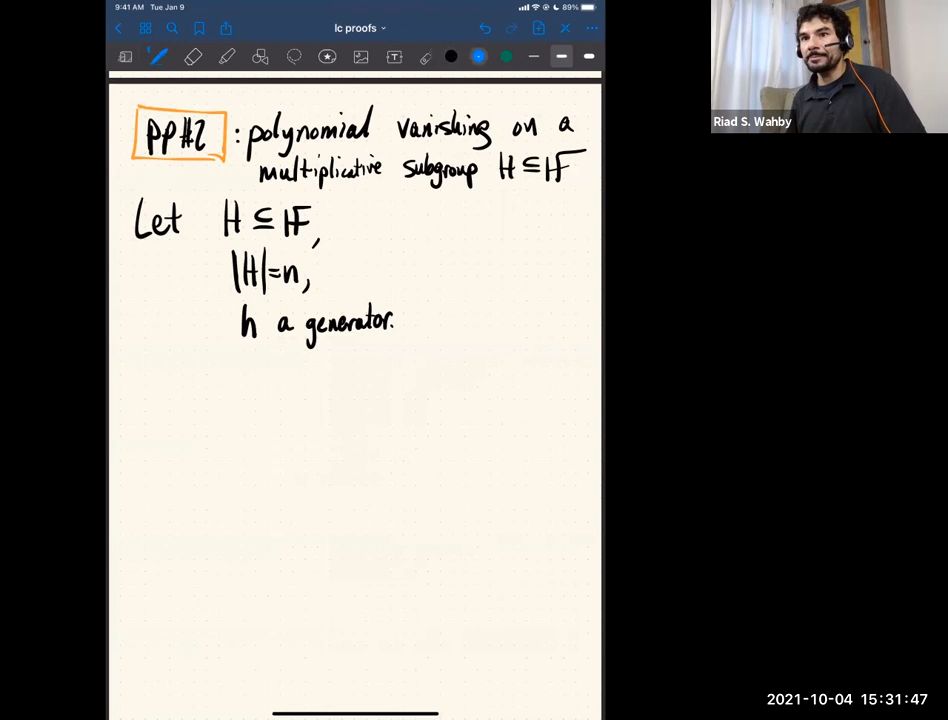 9:41 AM Tue Jan 9
89%
lc proofs
PP#2 : polynomial vanishing on a
multiplicative subgroup H ⊆ F
Let H ⊆ F,
|H|=n,
h a generator.
Riad S. Wahby
2021-10-04 15:31:47